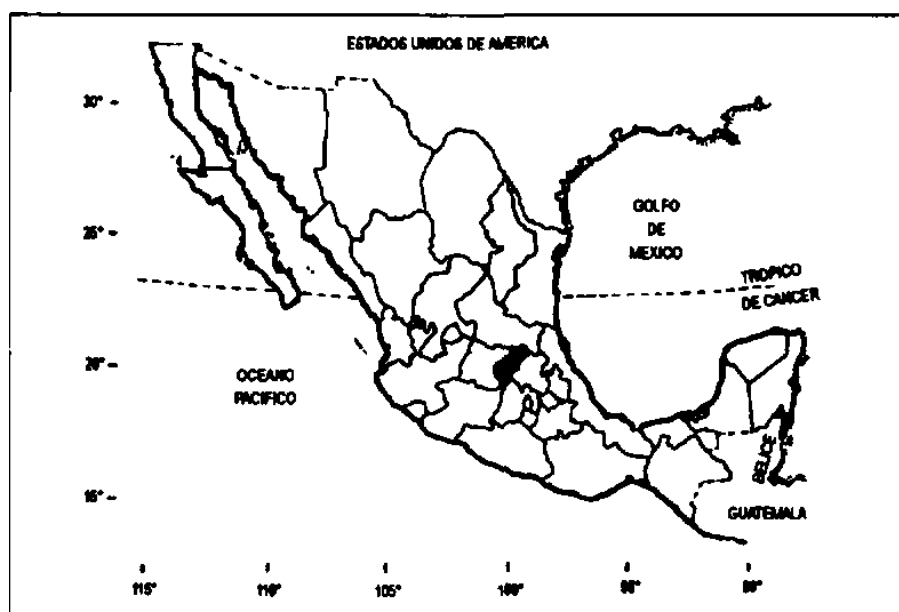 ESTADOS UNIDOS DE AMERICA
30°
GOLFO
DE
MEXICO
25°
TROPICO
DE CANCER
20°
OCEANO
PACIFICO
BELICE
15°
GUATEMALA
115°
110°
105°
100°
95°
90°